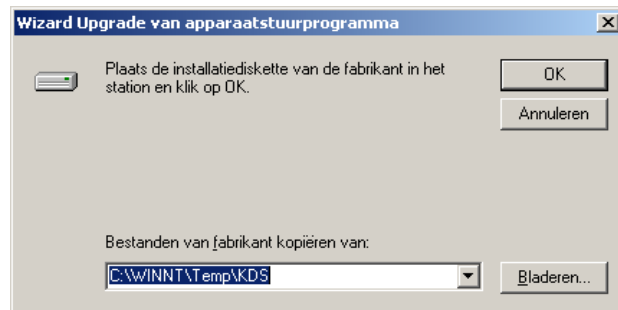 Wizard Upgrade van apparaatstuurprogramma
Plaats de installatiediskette van de fabrikant in het
station en klik op OK.
OK
Annuleren
Bestanden van fabrikant kopiëren van:
C:\WINNT\Temp\KDS
Bladeren...